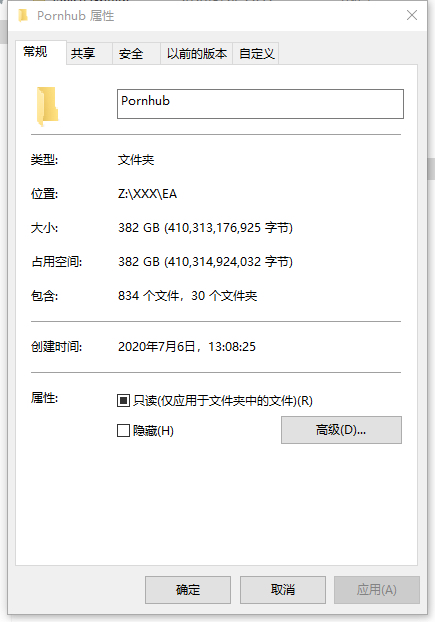 Pornhub 属性
常规 共享 安全 以前的版本 自定义
Pornhub
类型: 文件夹
位置: Z:\XXX\EA
大小: 382 GB (410,313,176,925 字节)
占用空间: 382 GB (410,314,924,032 字节)
包含: 834 个文件，30 个文件夹
创建时间: 2020年7月6日，13:08:25
属性: 只读(仅应用于文件夹中的文件)(R)
隐藏(H) 高级(D)...
确定 取消 应用(A)